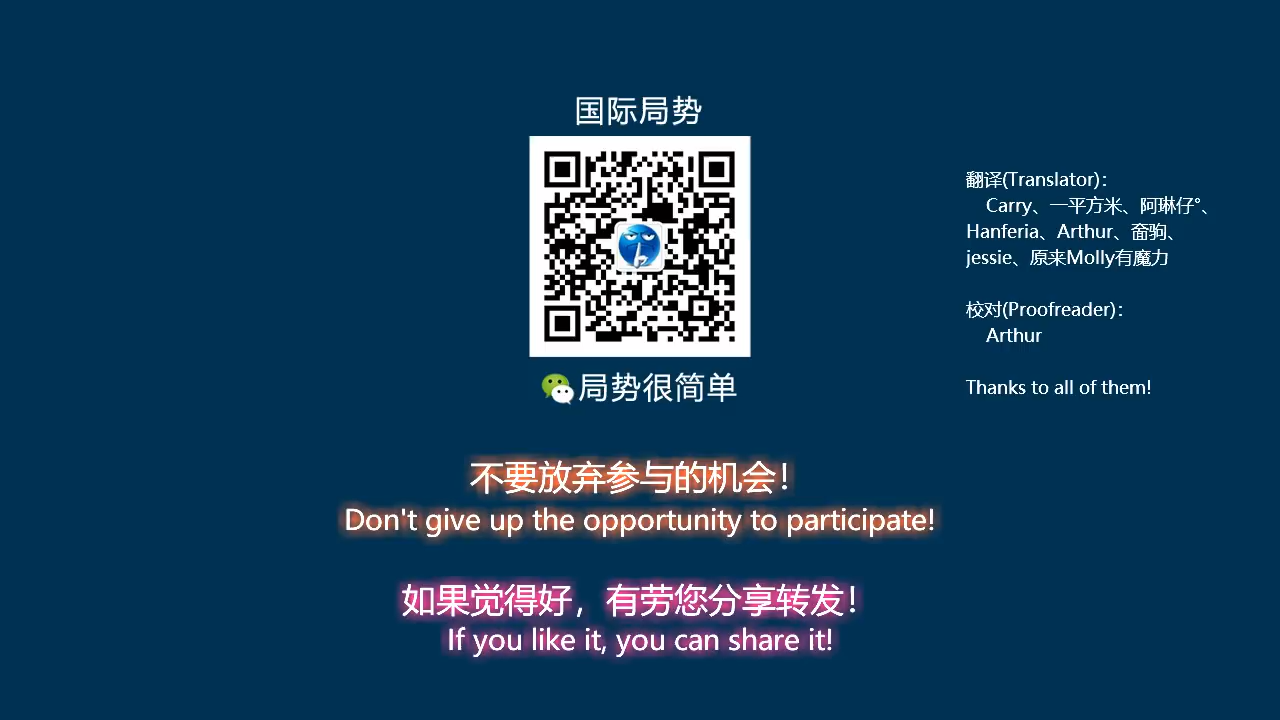 国际局势
局势很简单
翻译(Translator):
Carry、一平方米、阿琳仔°、
Hanferia、Arthur、奤驹、
jessie、原来Molly有魔力
校对(Proofreader):
Arthur
Thanks to all of them!
不要放弃参与的机会！
Don't give up the opportunity to participate!
如果觉得好，有劳您分享转发！
If you like it, you can share it!